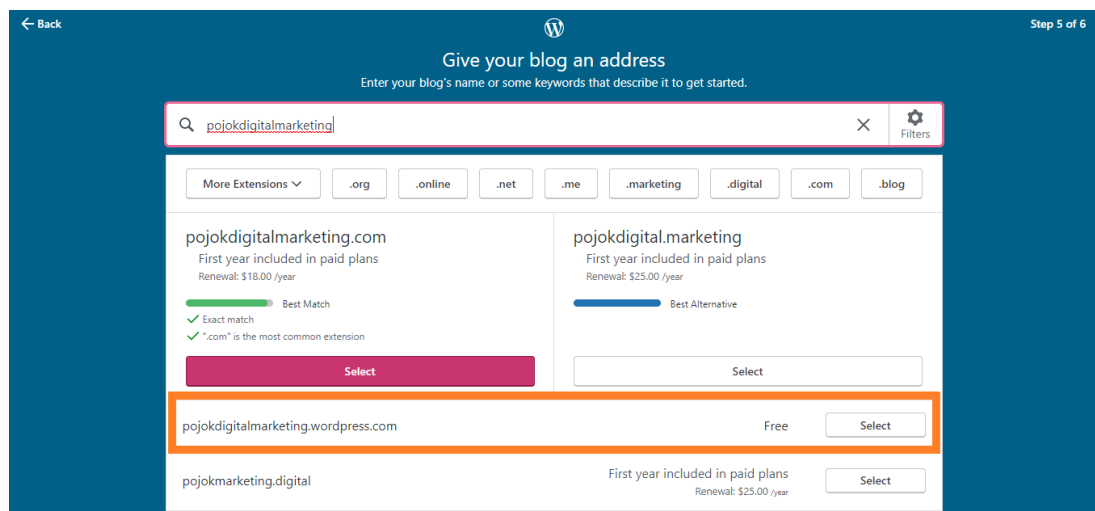 Back
Step 5 of 6
Give your blog an address
Enter your blog's name or some keywords that describe it to get started.
pojokdigitalmarketing
Filters
More Extensions
.org
.online
.net
.me
.marketing
.digital
.com
.blog
pojokdigitalmarketing.com
First year included in paid plans
Renewal: $18.00 /year
Best Match
Exact match
".com" is the most common extension
Select
pojokdigital.marketing
First year included in paid plans
Renewal: $25.00 /year
Best Alternative
Select
pojokdigitalmarketing.wordpress.com
Free
Select
pojokmarketing.digital
First year included in paid plans
Renewal: $25.00 /year
Select